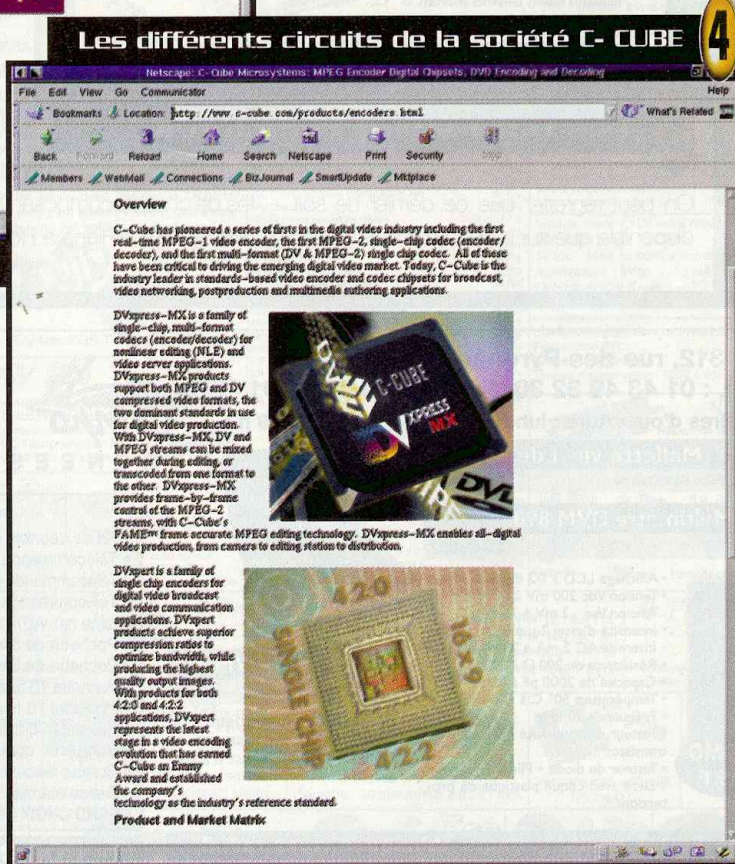 Les différents circuits de la société C- CUBE
4
Netscape: C-Cube Microsystems: MPEG Encoder Digital Chipsets, DVD Encoding and Decoding
File Edit View Go Communicator Help
Bookmarks Location: http://www.c-cube.com/products/encoders.html What's Related
Back Forward Reload Home Search Netscape Print Security Stop
Members WebMail Connections BizJournal SmartUpdate Mktplace
Overview
C-Cube has pioneered a series of firsts in the digital video industry including the first
real-time MPEG-1 video encoder, the first MPEG-2, single-chip codec (encoder/
decoder), and the first multi-format (DV & MPEG-2) single chip codec. All of these
have been critical to driving the emerging digital video market. Today, C-Cube is the
industry leader in standards-based video encoder and codec chipsets for broadcast,
video networking, postproduction and multimedia authoring applications.
DVxpress-MX is a family of
single-chip, multi-format
codecs (encoder/decoder) for
nonlinear editing (NLE) and
video server applications.
DVxpress-MX products
support both MPEG and DV
compressed video formats, the
two dominant standards in use
for digital video production.
With DVxpress-MX, DV and
MPEG streams can be mixed
together during editing, or
transcoded from one format to
the other. DVxpress-MX
provides frame-by-frame
control of the MPEG-2
streams, with C-Cube's
FAME™ frame accurate MPEG editing technology. DVxpress-MX enables all-digital
video production, from camera to editing station to distribution.
C-CUBE
DVXPRESS
MX
DVxpert is a family of
single chip encoders for
digital video broadcast
and video communication
applications. DVxpert
products achieve superior
compression ratios to
optimize bandwidth, while
producing the highest
quality output images.
With products for both
4:2:0 and 4:2:2
applications, DVxpert
represents the latest
stage in a video encoding
evolution that has earned
C-Cube an Emmy
Award and established
the company's
technology as the industry's reference standard.
4:2:0
16x9
SINGLE CHIP
4:2:2
Product and Market Matrix